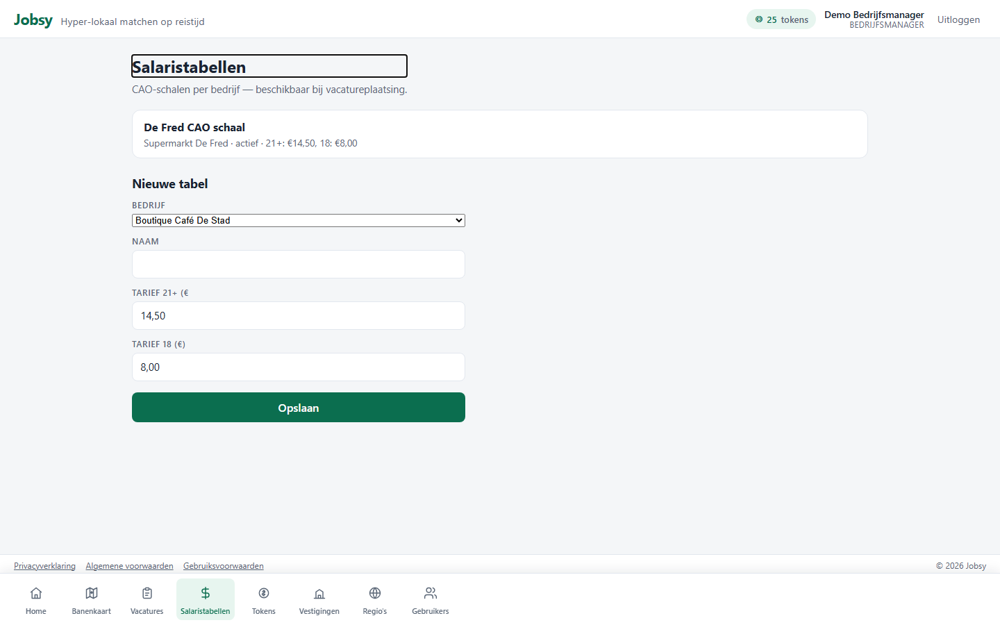 Jobsy Hyper-lokaal matchen op reistijd
25 tokens
Demo Bedrijfsmanager
BEDRIJFSMANAGER
Uitloggen
Salaristabellen
CAO-schalen per bedrijf — beschikbaar bij vacatureplaatsing.
De Fred CAO schaal
Supermarkt De Fred · actief · 21+: €14,50, 18: €8,00
Nieuwe tabel
BEDRIJF
Boutique Café De Stad
NAAM
TARIEF 21+ (€
14,50
TARIEF 18 (€)
8,00
Opslaan
Privacyverklaring Algemene voorwaarden Gebruiksvoorwaarden © 2026 Jobsy
Home Banenkaart Vacatures Salaristabellen Tokens Vestigingen Regio's Gebruikers